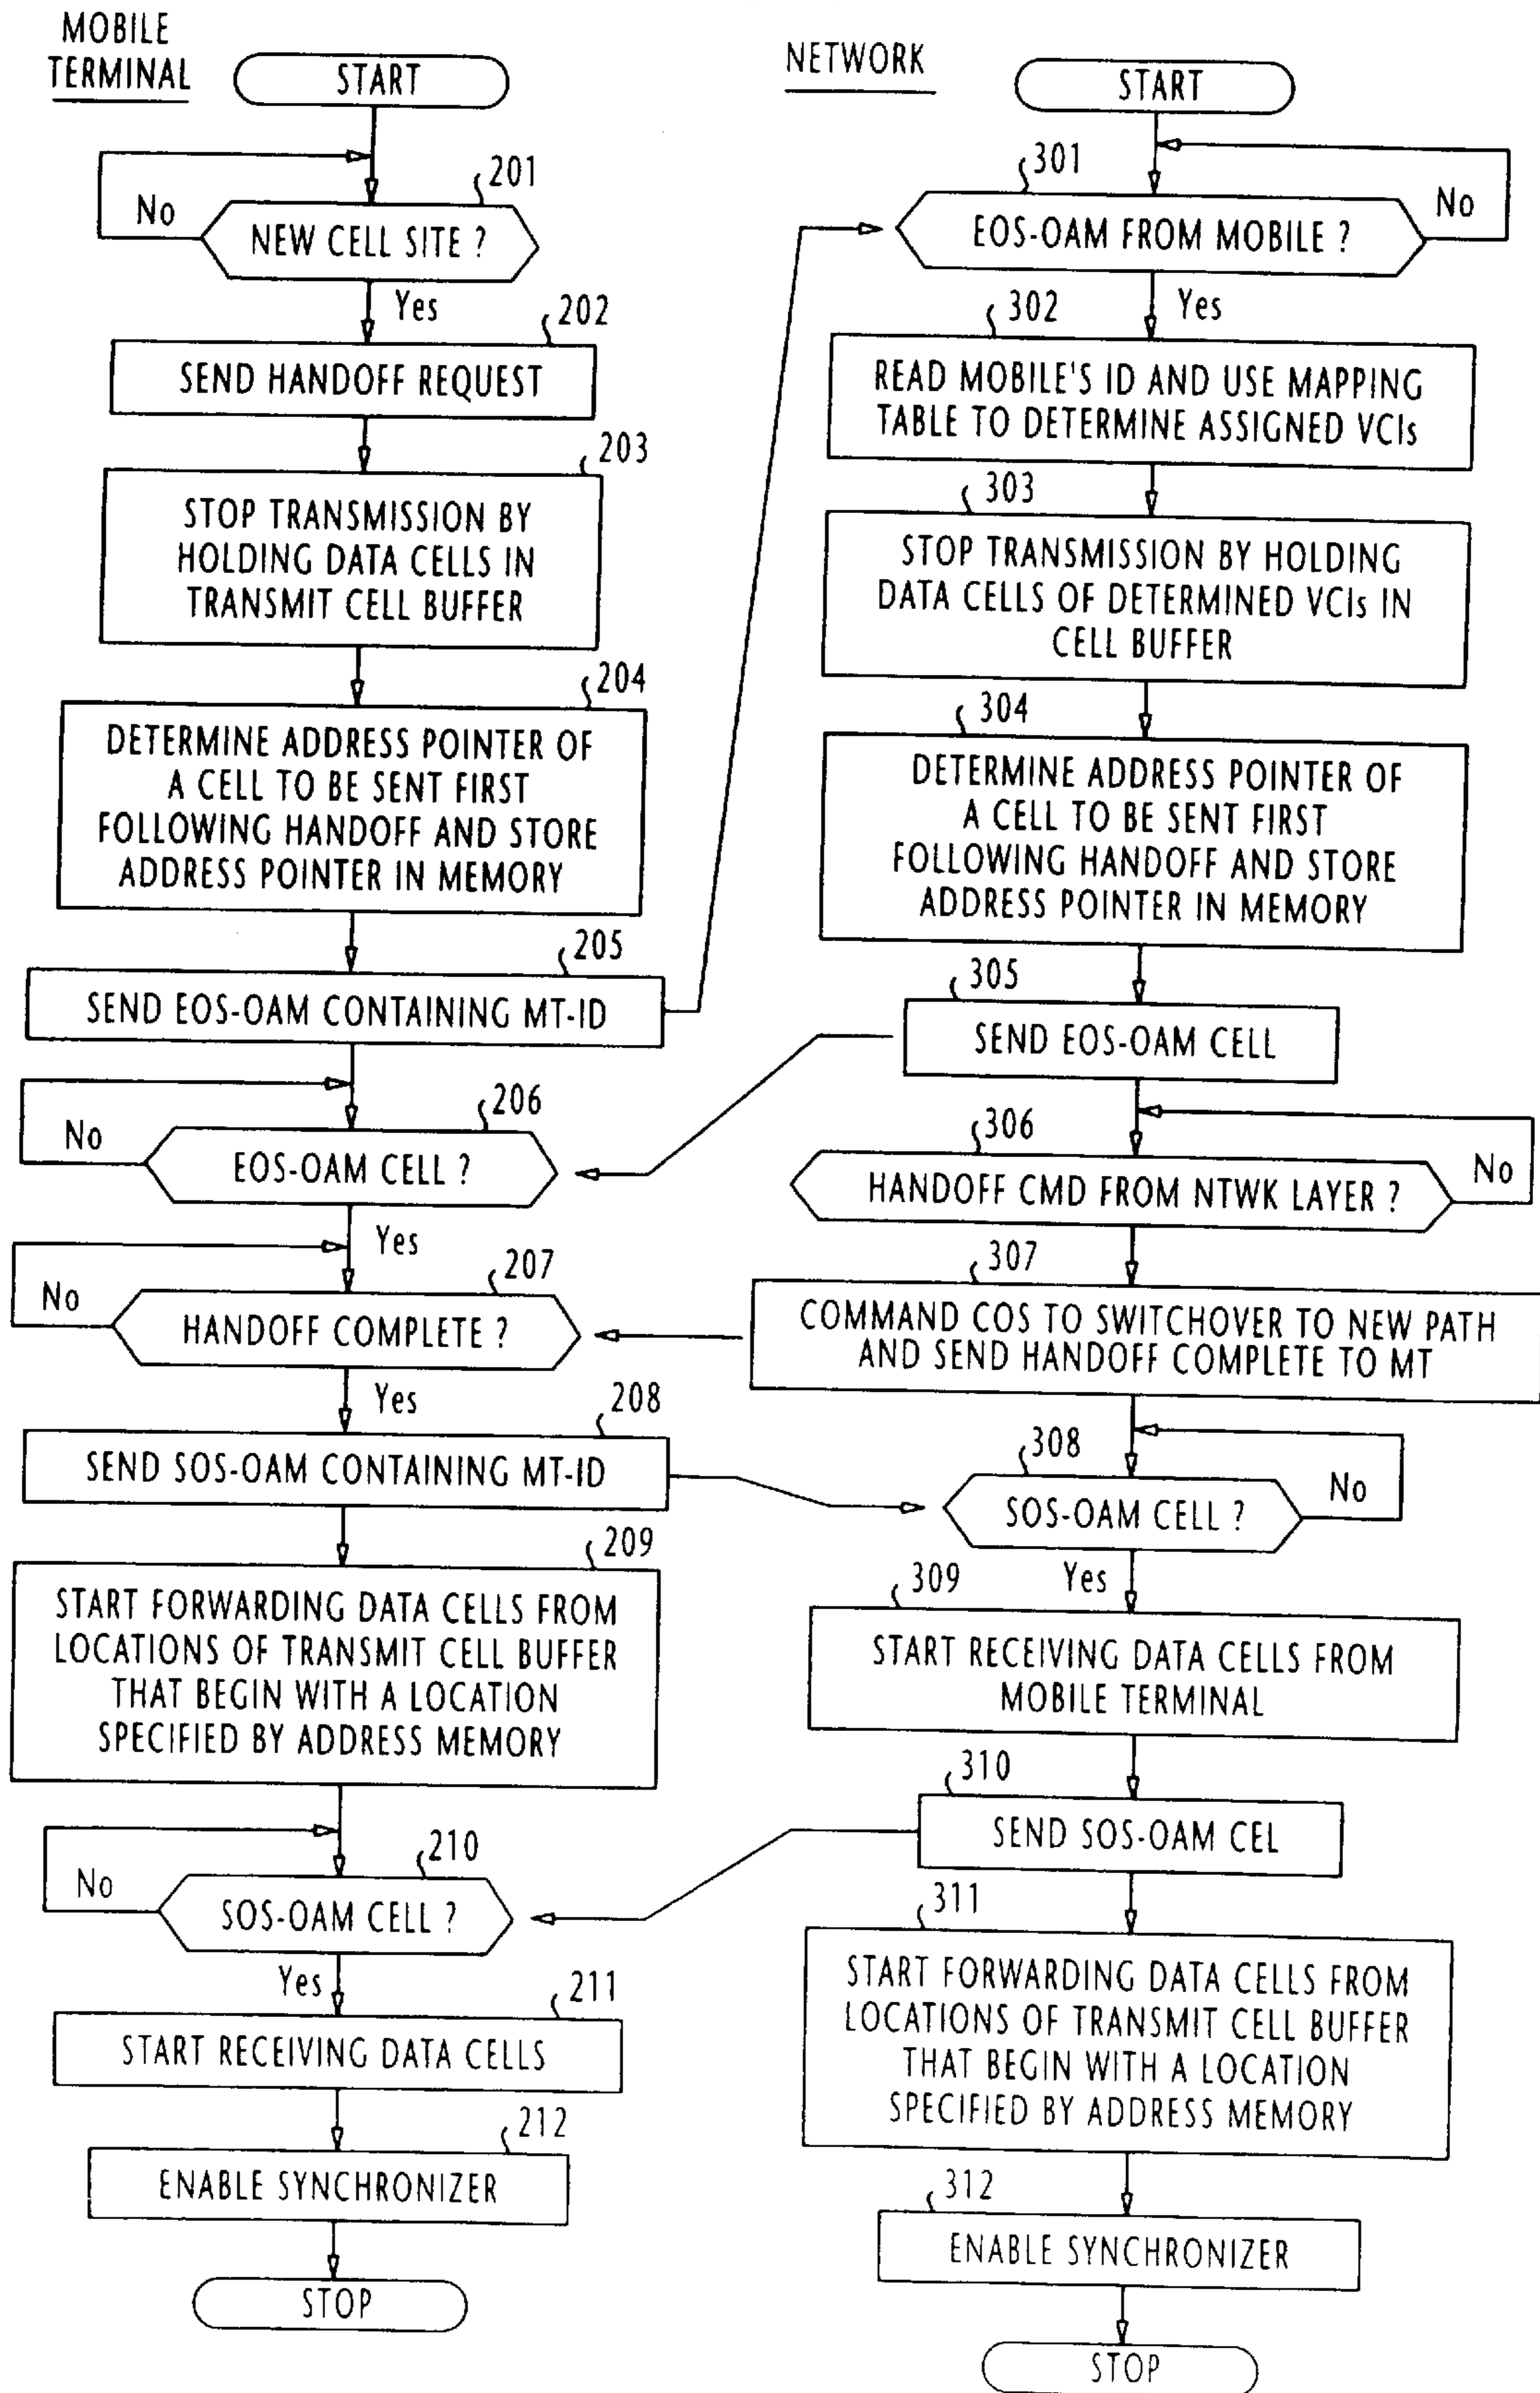 MOBILE
TERMINAL
START
201
No
NEW CELL SITE ?
Yes
202
SEND HANDOFF REQUEST
203
STOP TRANSMISSION BY
HOLDING DATA CELLS IN
TRANSMIT CELL BUFFER
204
DETERMINE ADDRESS POINTER OF
A CELL TO BE SENT FIRST
FOLLOWING HANDOFF AND STORE
ADDRESS POINTER IN MEMORY
205
SEND EOS-OAM CONTAINING MT-ID
206
No
EOS-OAM CELL ?
Yes
207
No
HANDOFF COMPLETE ?
Yes
208
SEND SOS-OAM CONTAINING MT-ID
209
START FORWARDING DATA CELLS FROM
LOCATIONS OF TRANSMIT CELL BUFFER
THAT BEGIN WITH A LOCATION
SPECIFIED BY ADDRESS MEMORY
210
No
SOS-OAM CELL ?
Yes
211
START RECEIVING DATA CELLS
212
ENABLE SYNCHRONIZER
STOP
NETWORK
START
301
No
EOS-OAM FROM MOBILE ?
302
Yes
READ MOBILE'S ID AND USE MAPPING
TABLE TO DETERMINE ASSIGNED VCIs
303
STOP TRANSMISSION BY HOLDING
DATA CELLS OF DETERMINED VCIs IN
CELL BUFFER
304
DETERMINE ADDRESS POINTER OF
A CELL TO BE SENT FIRST
FOLLOWING HANDOFF AND STORE
ADDRESS POINTER IN MEMORY
305
SEND EOS-OAM CELL
306
No
HANDOFF CMD FROM NTWK LAYER ?
307
COMMAND COS TO SWITCHOVER TO NEW PATH
AND SEND HANDOFF COMPLETE TO MT
308
No
SOS-OAM CELL ?
309
Yes
START RECEIVING DATA CELLS FROM
MOBILE TERMINAL
310
SEND SOS-OAM CEL
311
START FORWARDING DATA CELLS FROM
LOCATIONS OF TRANSMIT CELL BUFFER
THAT BEGIN WITH A LOCATION
SPECIFIED BY ADDRESS MEMORY
312
ENABLE SYNCHRONIZER
STOP